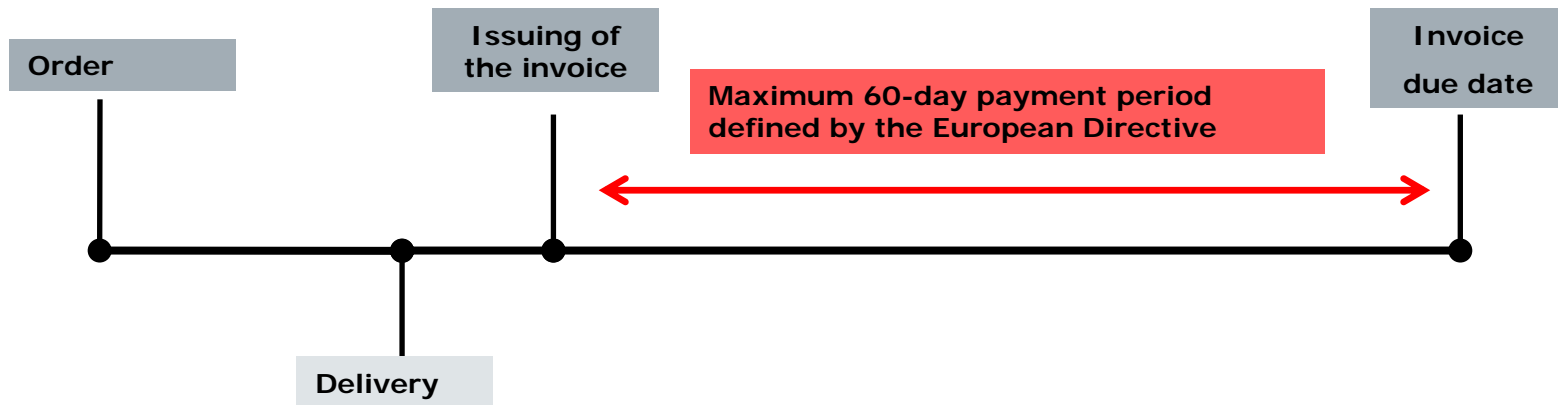 Order
Issuing of
the invoice
Maximum 60-day payment period
defined by the European Directive
Invoice
due date
Delivery